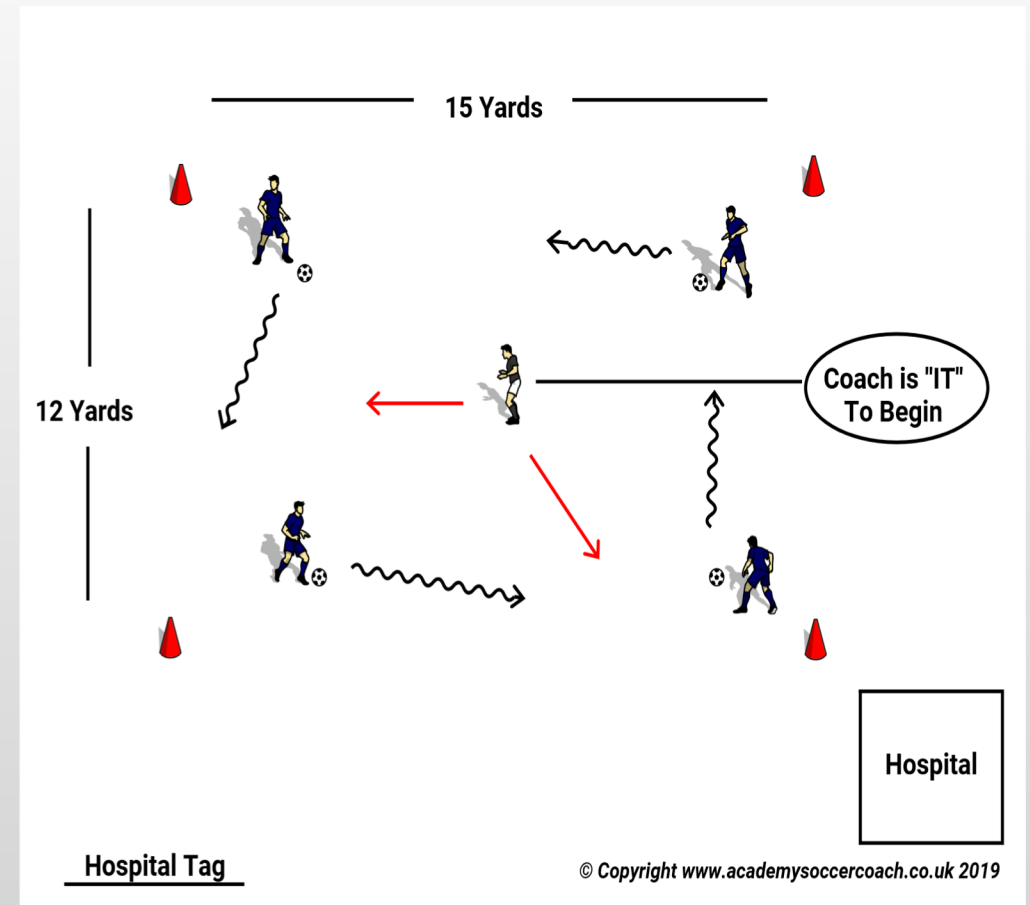 15 Yards
12 Yards
Coach is "IT"
To Begin
Hospital
Hospital Tag
© Copyright www.academysoccercoach.co.uk 2019